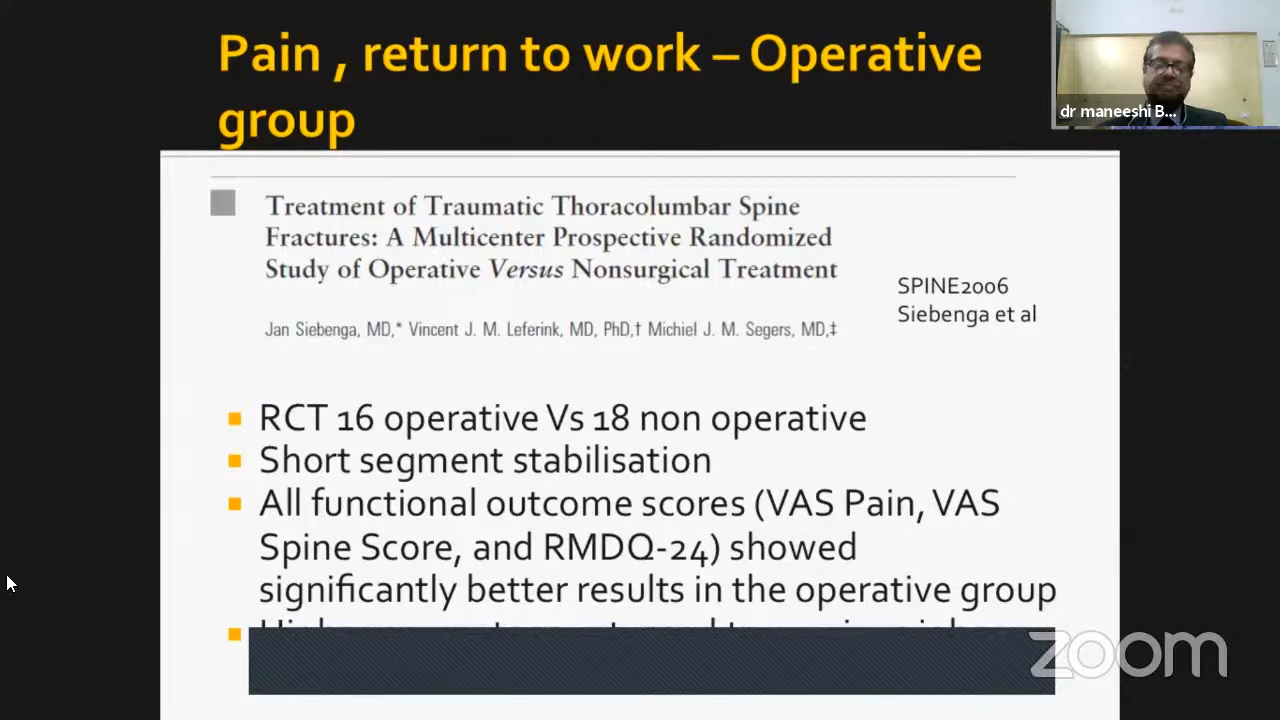 Pain , return to work – Operative
group
dr maneeshi B...
Treatment of Traumatic Thoracolumbar Spine
Fractures: A Multicenter Prospective Randomized
Study of Operative Versus Nonsurgical Treatment
SPINE2006
Siebenga et al
Jan Siebenga, MD,* Vincent J. M. Leferink, MD, PhD,† Michiel J. M. Segers, MD,‡
RCT 16 operative Vs 18 non operative
Short segment stabilisation
All functional outcome scores (VAS Pain, VAS
Spine Score, and RMDQ-24) showed
significantly better results in the operative group
zoom